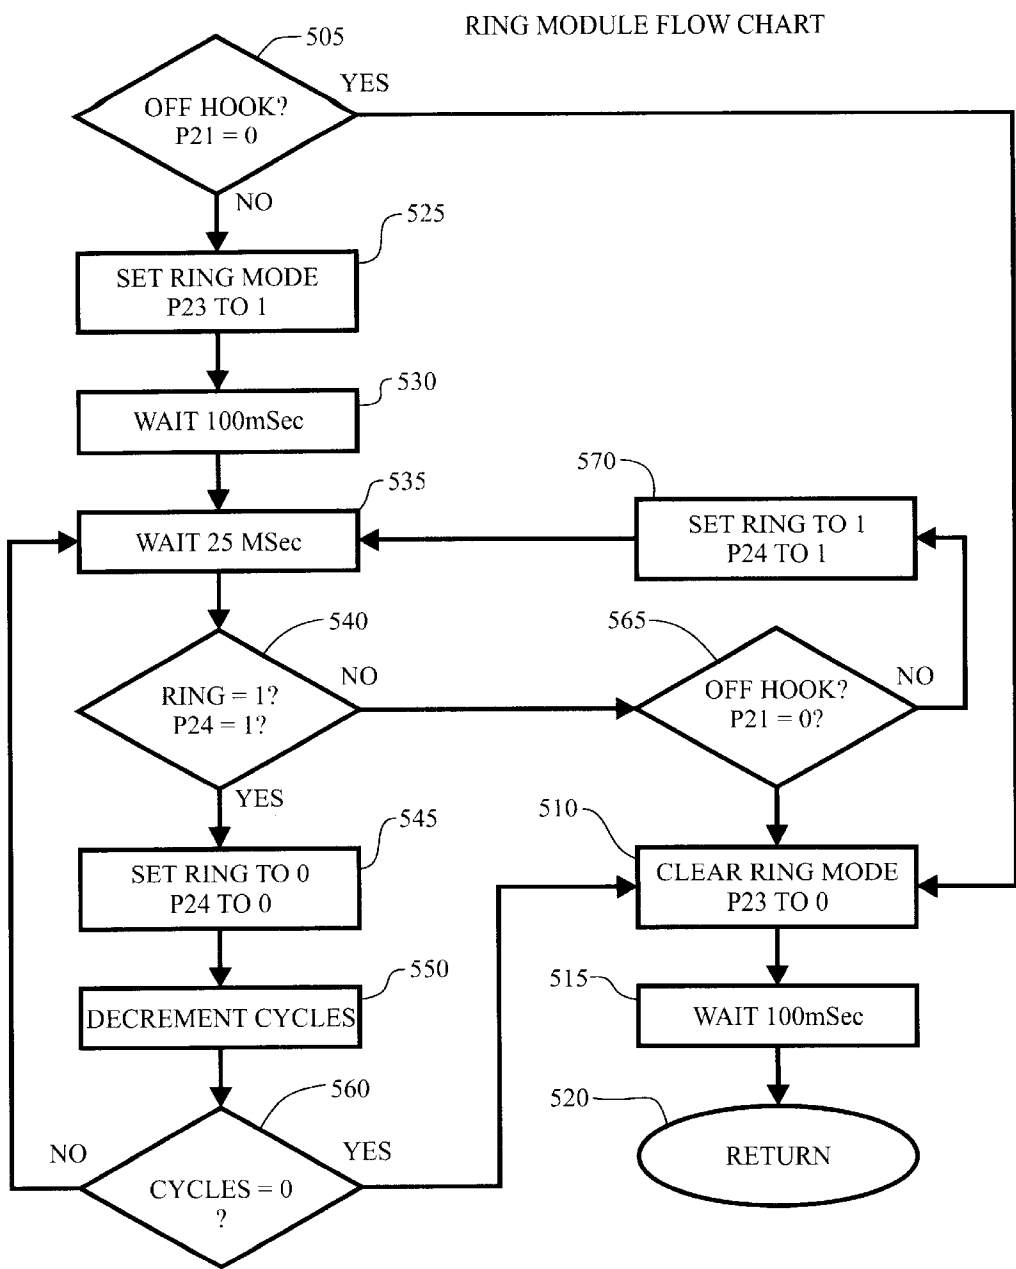 RING MODULE FLOW CHART
505
YES
OFF HOOK?
P21 = 0
NO
525
SET RING MODE
P23 TO 1
530
WAIT 100mSec
535
WAIT 25 MSec
570
SET RING TO 1
P24 TO 1
540
RING = 1?
P24 = 1?
NO
565
OFF HOOK?
P21 = 0?
NO
YES
545
SET RING TO 0
P24 TO 0
510
CLEAR RING MODE
P23 TO 0
550
DECREMENT CYCLES
515
WAIT 100mSec
560
NO
YES
CYCLES = 0
?
520
RETURN